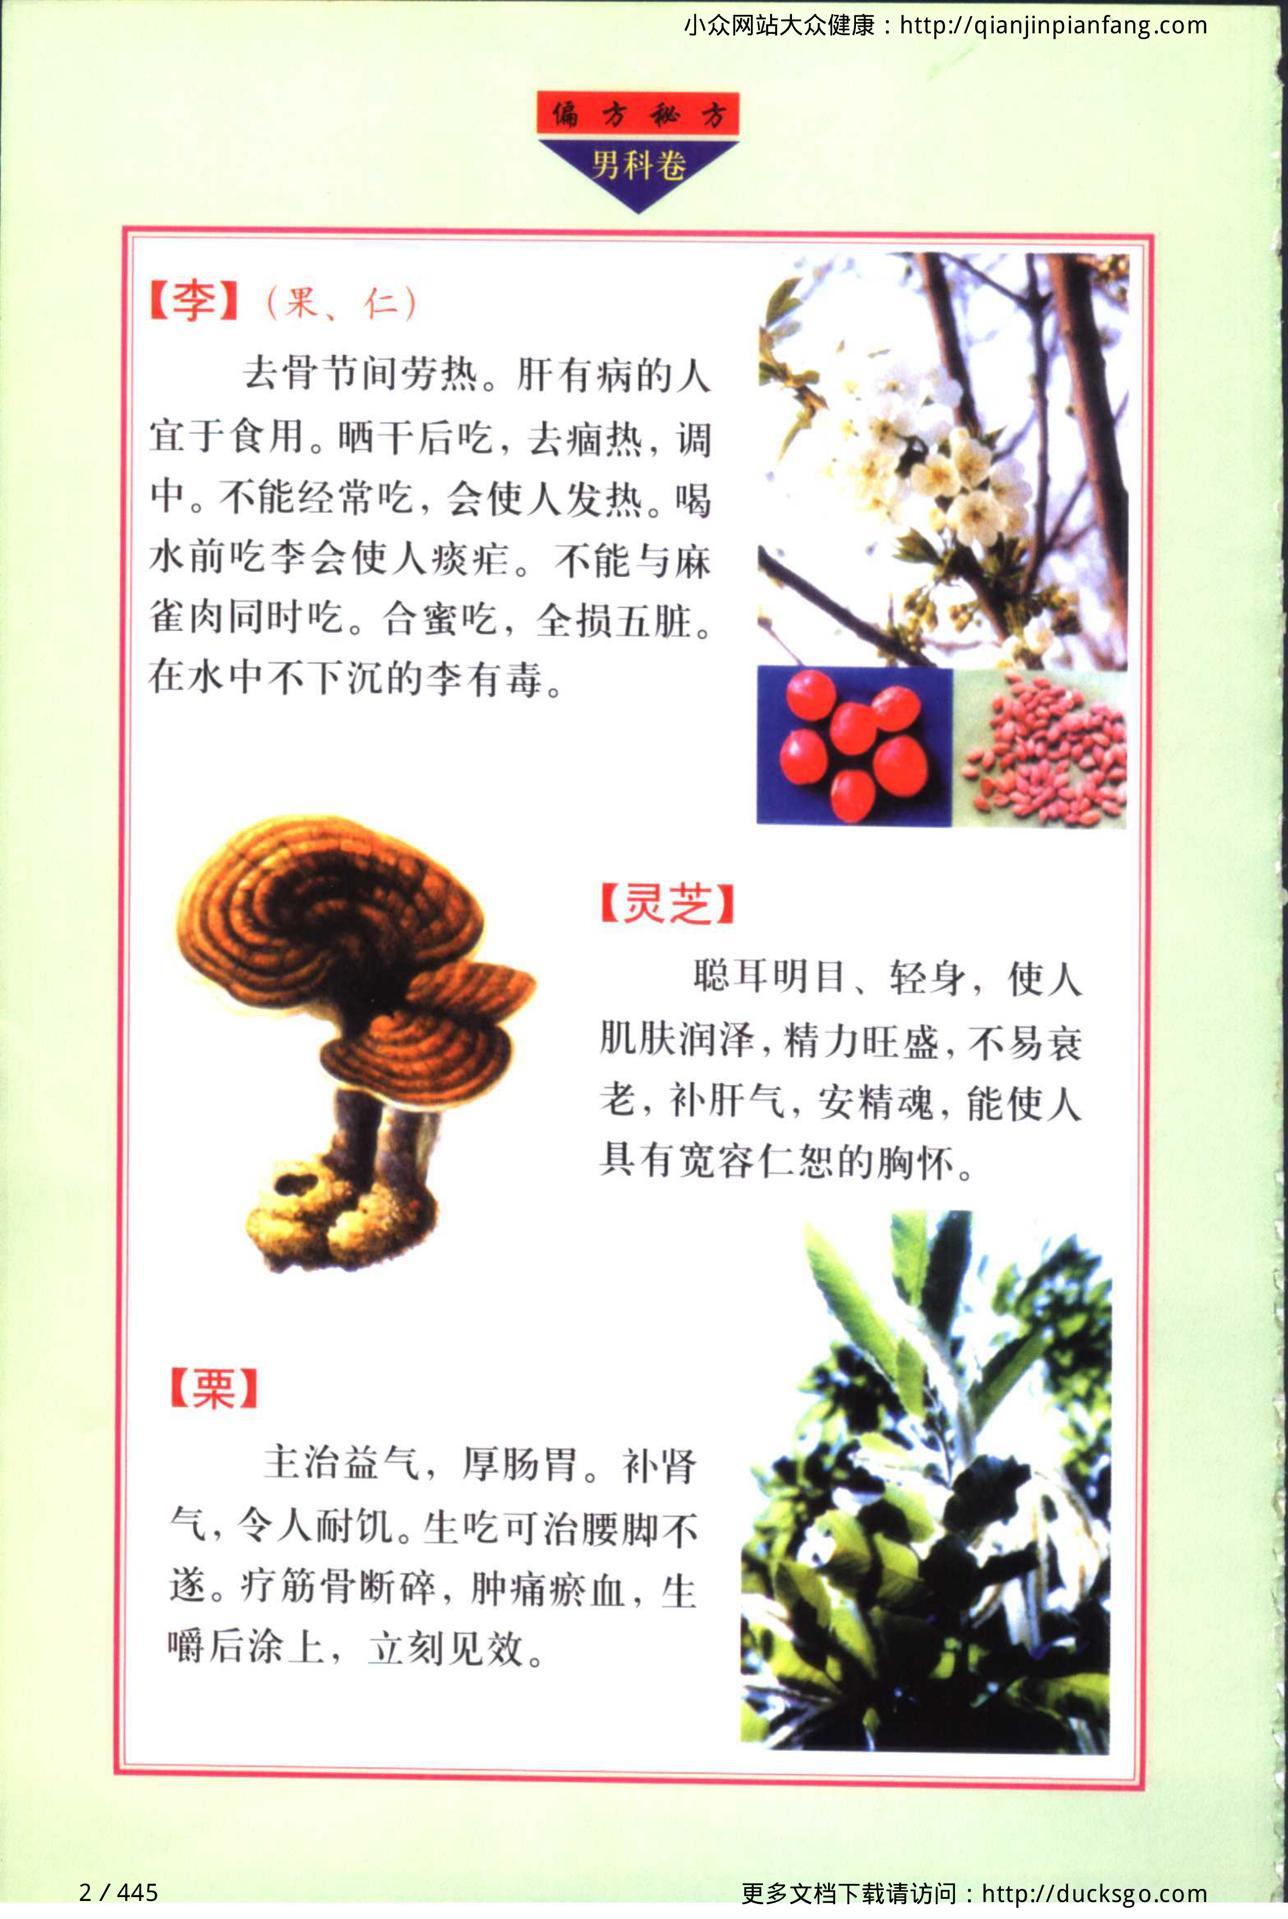 小众网站大众健康：http://qianjinpianfang.com
偏方秘方
男科卷
【李】（果、仁）
去骨节间劳热。肝有病的人
宜于食用。晒干后吃，去痼热，调
中。不能经常吃，会使人发热。喝
水前吃李会使人痰疟。不能与麻
雀肉同时吃。合蜜吃，全损五脏。
在水中不下沉的李有毒。
【灵芝】
聪耳明目、轻身，使人
肌肤润泽，精力旺盛，不易衰
老，补肝气，安精魂，能使人
具有宽容仁恕的胸怀。
【栗】
主治益气，厚肠胃。补肾
气，令人耐饥。生吃可治腰脚不
遂。疗筋骨断碎，肿痛瘀血，生
嚼后涂上，立刻见效。
2 / 445
更多文档下载请访问：http://ducksgo.com